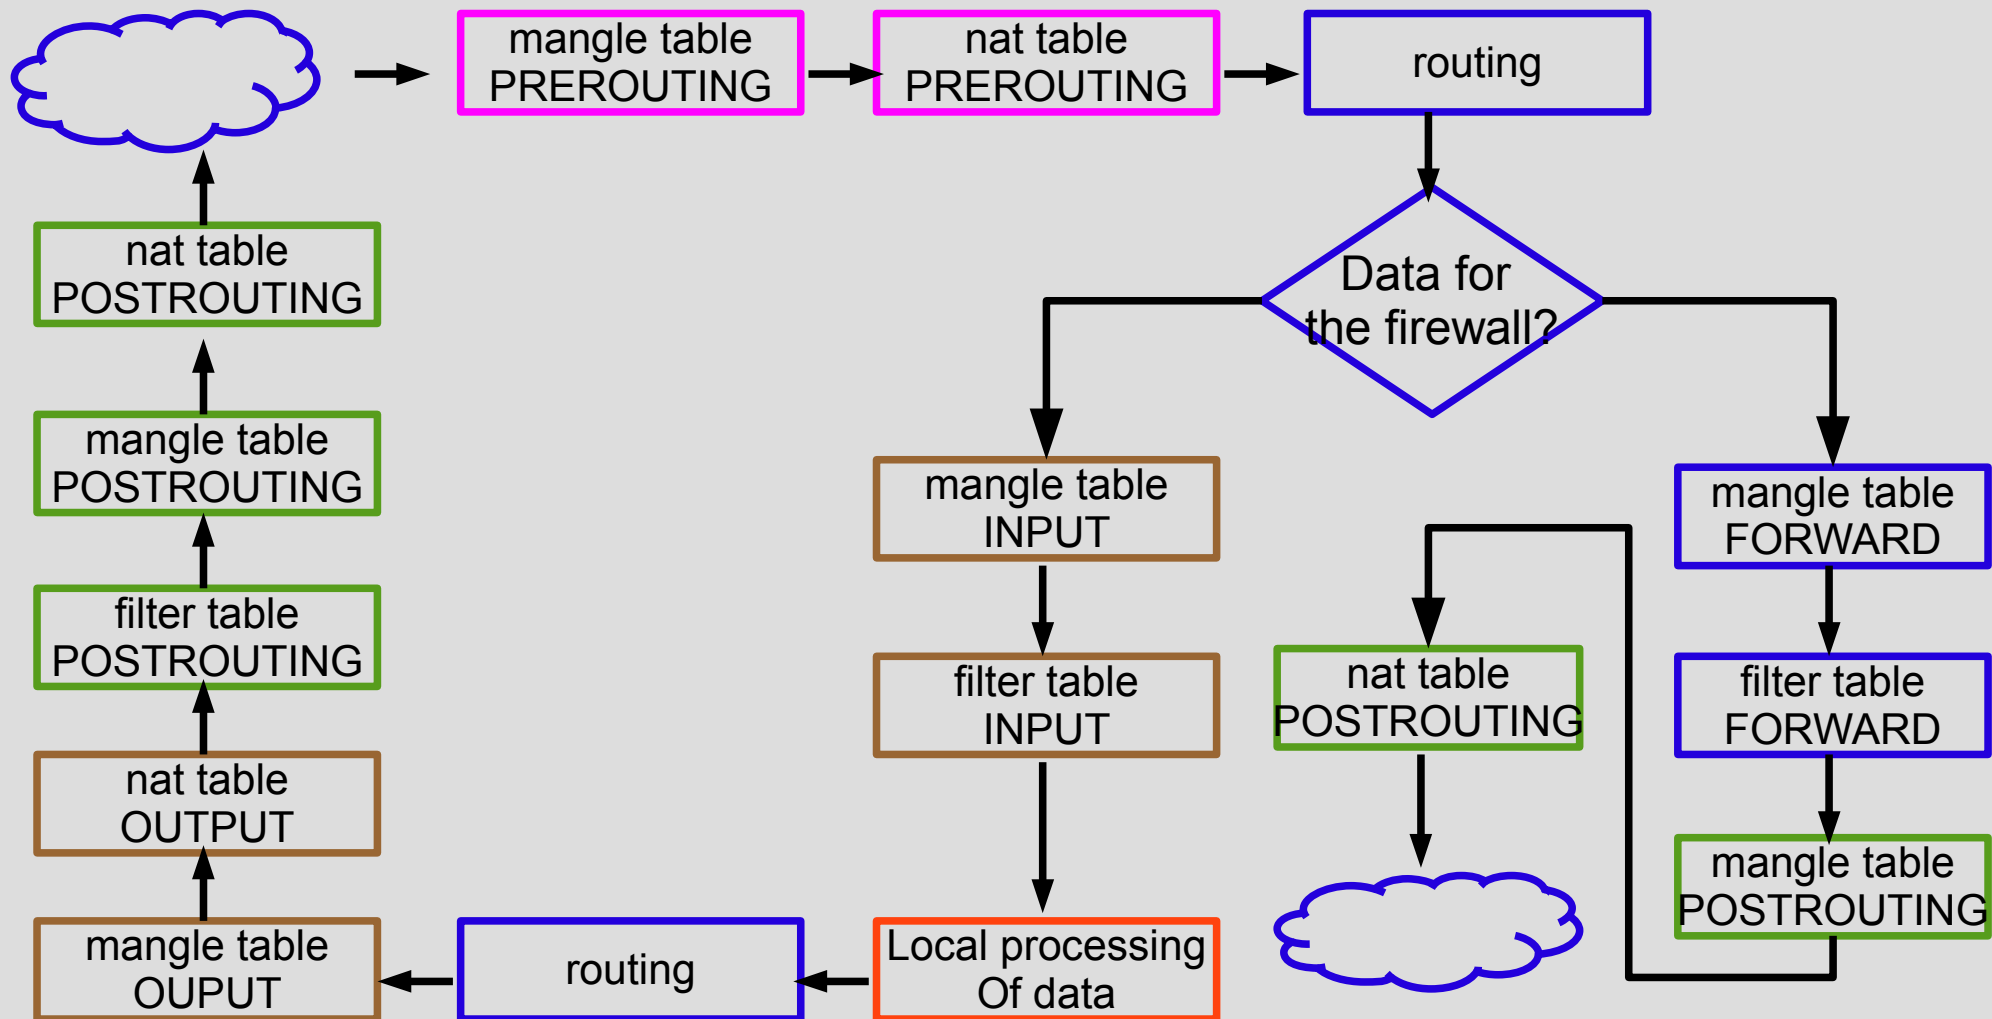 mangle table
PREROUTING
nat table
PREROUTING
routing
Data for
the firewall?
nat table
POSTROUTING
mangle table
POSTROUTING
filter table
POSTROUTING
nat table
OUTPUT
mangle table
OUPUT
routing
Local processing
Of data
mangle table
INPUT
filter table
INPUT
nat table
POSTROUTING
mangle table
FORWARD
filter table
FORWARD
mangle table
POSTROUTING